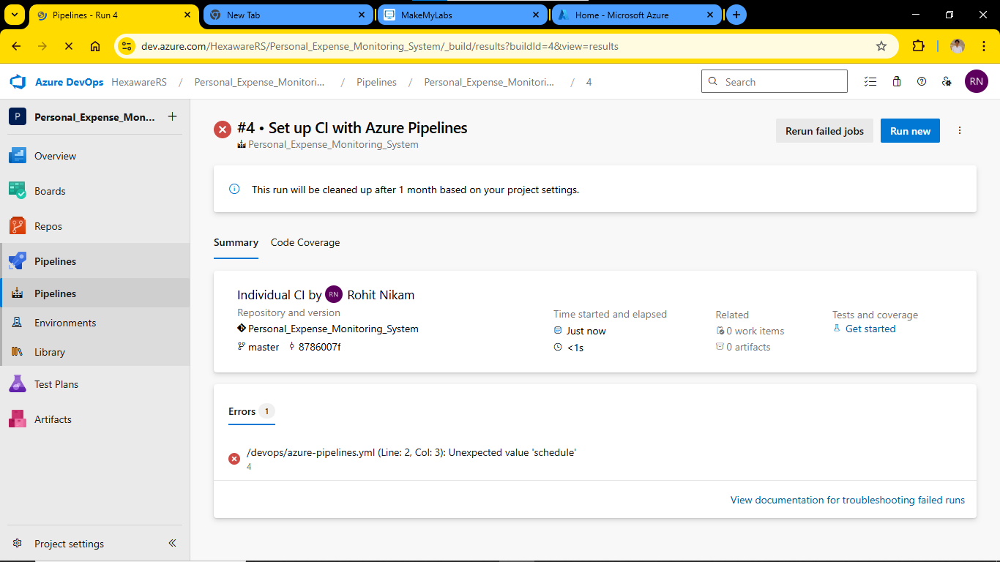 Pipelines - Run 4
New Tab
MakeMyLabs
Home - Microsoft Azure
dev.azure.com/HexawareRS/Personal_Expense_Monitoring_System/_build/results?buildId=4&view=results
Azure DevOps HexawareRS / Personal_Expense_Monitori... / Pipelines / Personal_Expense_Monitori... / 4
Search
RN
P Personal_Expense_Mon...
Overview
Boards
Repos
Pipelines
Pipelines
Environments
Library
Test Plans
Artifacts
Project settings
#4 • Set up CI with Azure Pipelines
Personal_Expense_Monitoring_System
Rerun failed jobs
Run new
This run will be cleaned up after 1 month based on your project settings.
Summary Code Coverage
Individual CI by RN Rohit Nikam
Repository and version
Personal_Expense_Monitoring_System
master 8786007f
Time started and elapsed
Just now
<1s
Related
0 work items
0 artifacts
Tests and coverage
Get started
Errors 1
/devops/azure-pipelines.yml (Line: 2, Col: 3): Unexpected value 'schedule'
4
View documentation for troubleshooting failed runs